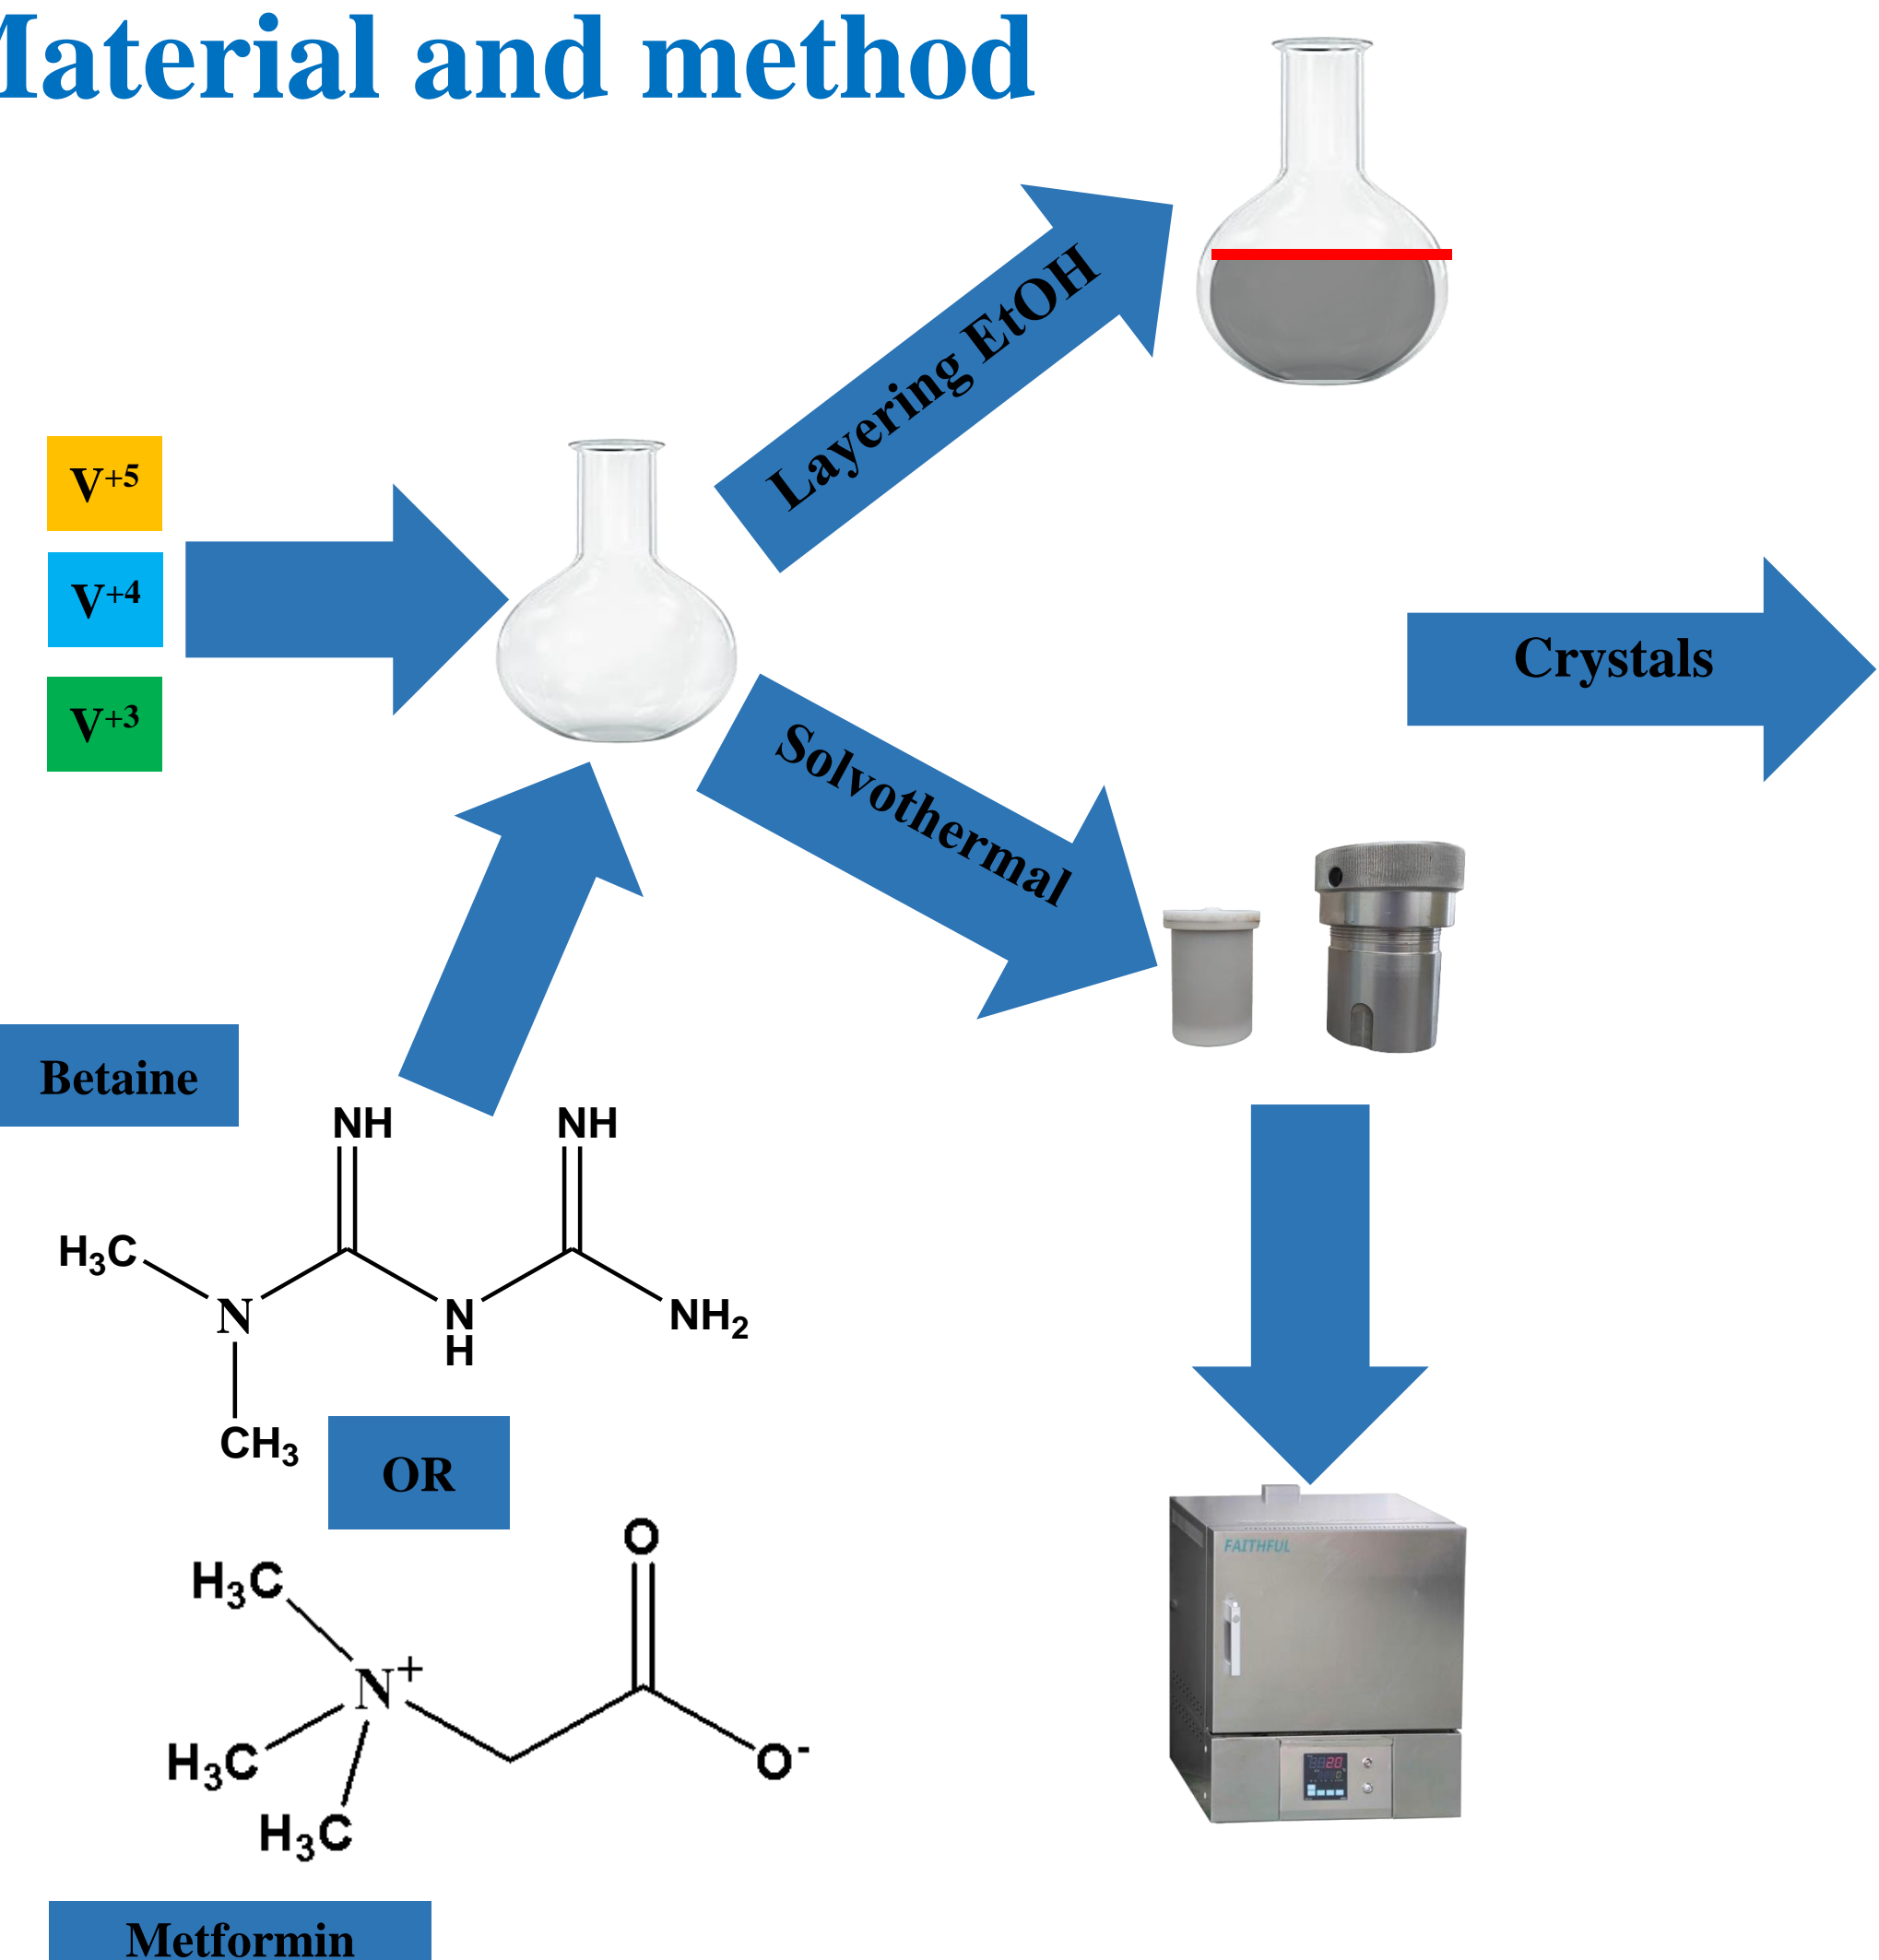 Material and method
Layering EtOH
V+5
V+4
V+3
Crystals
Solvothermal
Betaine
NH
NH
H3C
N
N
H
NH2
CH3
OR
O
H3C
N+
H3C
O-
H3C
FAITHFUL
Metformin